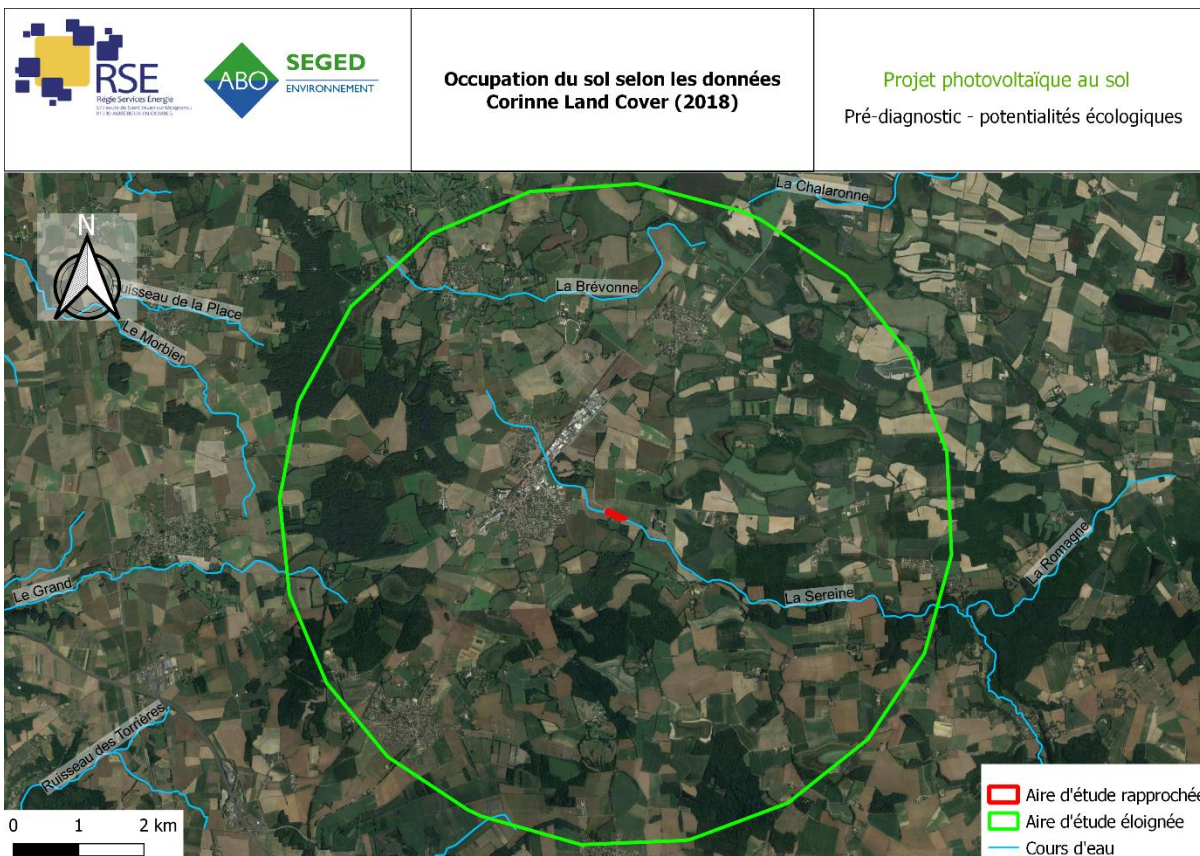 RSE
Régie Services Energie
ABO
SEGED
ENVIRONNEMENT
Occupation du sol selon les données
Corinne Land Cover (2018)
Projet photovoltaïque au sol
Pré-diagnostic - potentialités écologiques
N
La Chalaronne
Ruisseau de la Place
La Brévonne
Le Morbier
La Romagne
Le Grand
La Sereine
Ruisseau des Torrières
0 1 2 km
Aire d'étude rapprochée
Aire d'étude éloignée
Cours d'eau